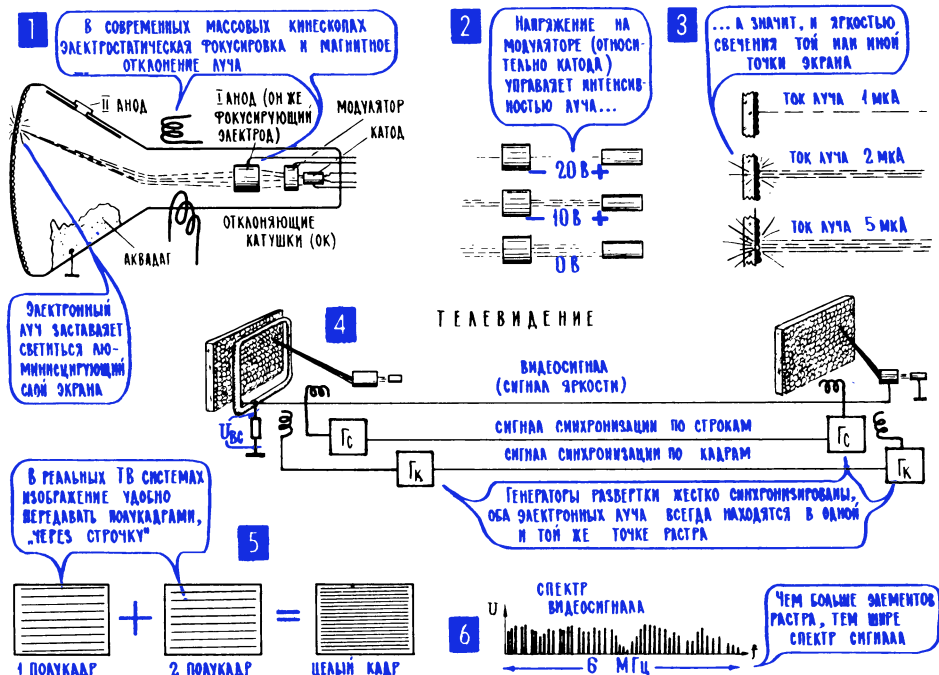 1
В СОВРЕМЕННЫХ МАССОВЫХ КИНЕСКОПАХ
ЭЛЕКТРОСТАТИЧЕСКАЯ ФОКУСИРОВКА И МАГНИТНОЕ
ОТКЛОНЕНИЕ ЛУЧА
II АНОД
I АНОД (ОН ЖЕ
ФОКУСИРУЮЩИЙ
ЭЛЕКТРОД)
МОДУЛЯТОР
КАТОД
ОТКЛОНЯЮЩИЕ
КАТУШКИ (ОК)
АКВАДАГ
ЭЛЕКТРОННЫЙ
ЛУЧ ЗАСТАВЛЯЕТ
СВЕТИТЬСЯ ЛЮ-
МИНИСЦИРУЮЩИЙ
СЛОЙ ЭКРАНА
2
НАПРЯЖЕНИЕ НА
МОДУЛЯТОРЕ (ОТНОСИ-
ТЕЛЬНО КАТОДА)
УПРАВЛЯЕТ ИНТЕНСИВ-
НОСТЬЮ ЛУЧА...
− 20 В +
− 10 В +
0 В
3
...А ЗНАЧИТ, И ЯРКОСТЬЮ
СВЕЧЕНИЯ ТОЙ ИЛИ ИНОЙ
ТОЧКИ ЭКРАНА
ТОК ЛУЧА 1 МКА
ТОК ЛУЧА 2 МКА
ТОК ЛУЧА 5 МКА
4
ТЕЛЕВИДЕНИЕ
ВИДЕОСИГНАЛ
(СИГНАЛ ЯРКОСТИ)
Uвс
СИГНАЛ СИНХРОНИЗАЦИИ ПО СТРОКАМ
Гс
Гс
СИГНАЛ СИНХРОНИЗАЦИИ ПО КАДРАМ
Гк
Гк
ГЕНЕРАТОРЫ РАЗВЕРТКИ ЖЕСТКО СИНХРОНИЗИРОВАНЫ,
ОБА ЭЛЕКТРОННЫХ ЛУЧА ВСЕГДА НАХОДЯТСЯ В ОДНОЙ
И ТОЙ ЖЕ ТОЧКЕ РАСТРА
В РЕАЛЬНЫХ ТВ СИСТЕМАХ
ИЗОБРАЖЕНИЕ УДОБНО
ПЕРЕДАВАТЬ ПОЛУКАДРАМИ,
„ЧЕРЕЗ СТРОЧКУ"
5
+
=
1 ПОЛУКАДР
2 ПОЛУКАДР
ЦЕЛЫЙ КАДР
6
U
СПЕКТР
ВИДЕОСИГНАЛА
f
6 МГц
ЧЕМ БОЛЬШЕ ЭЛЕМЕНТОВ
РАСТРА, ТЕМ ШИРЕ
СПЕКТР СИГНАЛА